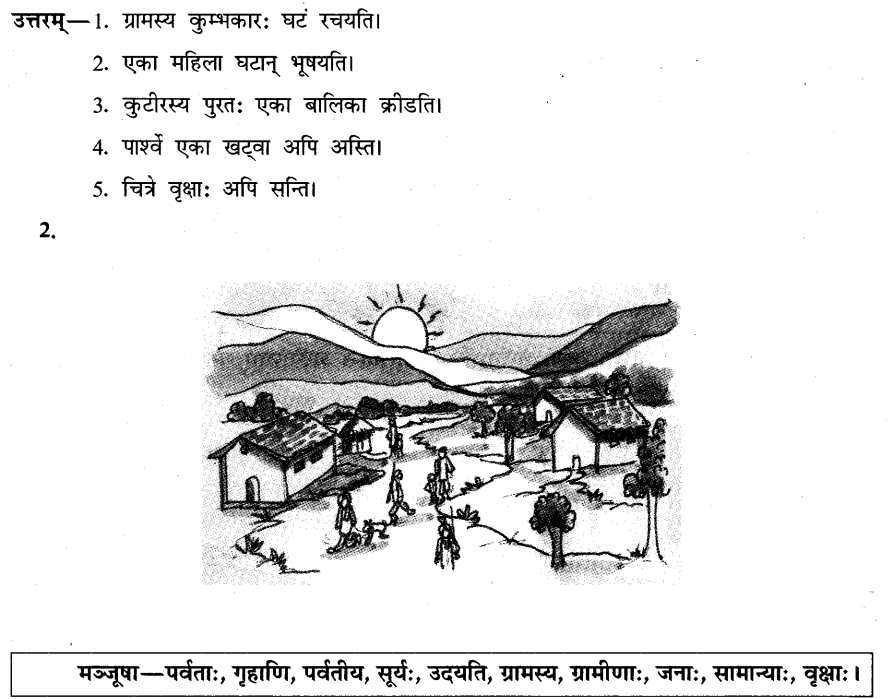 उत्तरम्—1. ग्रामस्य कुम्भकारः घटं रचयति।
2. एका महिला घटान् भूषयति।
3. कुटीरस्य पुरतः एका बालिका क्रीडति।
4. पार्श्वे एका खट्वा अपि अस्ति।
5. चित्रे वृक्षाः अपि सन्ति।
2.
मञ्जूषा—पर्वताः, गृहाणि, पर्वतीय, सूर्यः, उदयति, ग्रामस्य, ग्रामीणाः, जनाः, सामान्याः, वृक्षाः।